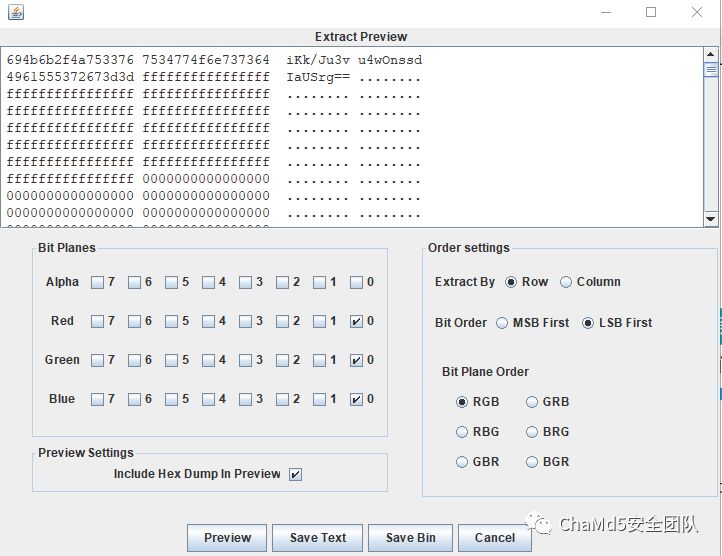 Extract Preview
694b6b2f4a753376 7534774f6e737364 iKk/Ju3v u4wOnssd
4961555372673d3d ffffffffffffffff IaUSrg== ........
ffffffffffffffff ffffffffffffffff ........ ........
ffffffffffffffff ffffffffffffffff ........ ........
ffffffffffffffff ffffffffffffffff ........ ........
ffffffffffffffff ffffffffffffffff ........ ........
ffffffffffffffff ffffffffffffffff ........ ........
ffffffffffffffff 0000000000000000 ........ ........
0000000000000000 0000000000000000 ........ ........
0000000000000000 0000000000000000 ........ ........
Bit Planes
Alpha 7 6 5 4 3 2 1 0
Red 7 6 5 4 3 2 1 0
Green 7 6 5 4 3 2 1 0
Blue 7 6 5 4 3 2 1 0
Preview Settings
Include Hex Dump In Preview
Order settings
Extract By Row Column
Bit Order MSB First LSB First
Bit Plane Order
RGB GRB
RBG BRG
GBR BGR
Preview Save Text Save Bin Cancel
ChaMd5安全团队